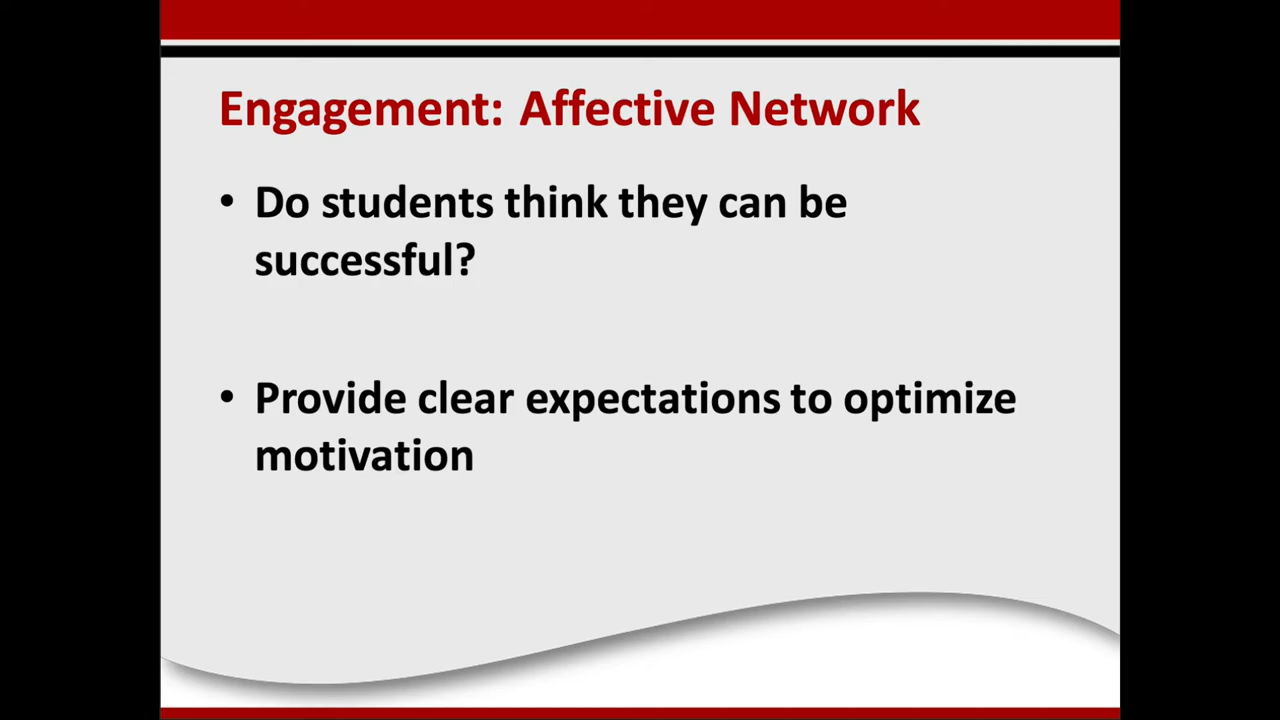 Engagement: Affective Network
• Do students think they can be
successful?
• Provide clear expectations to optimize
motivation